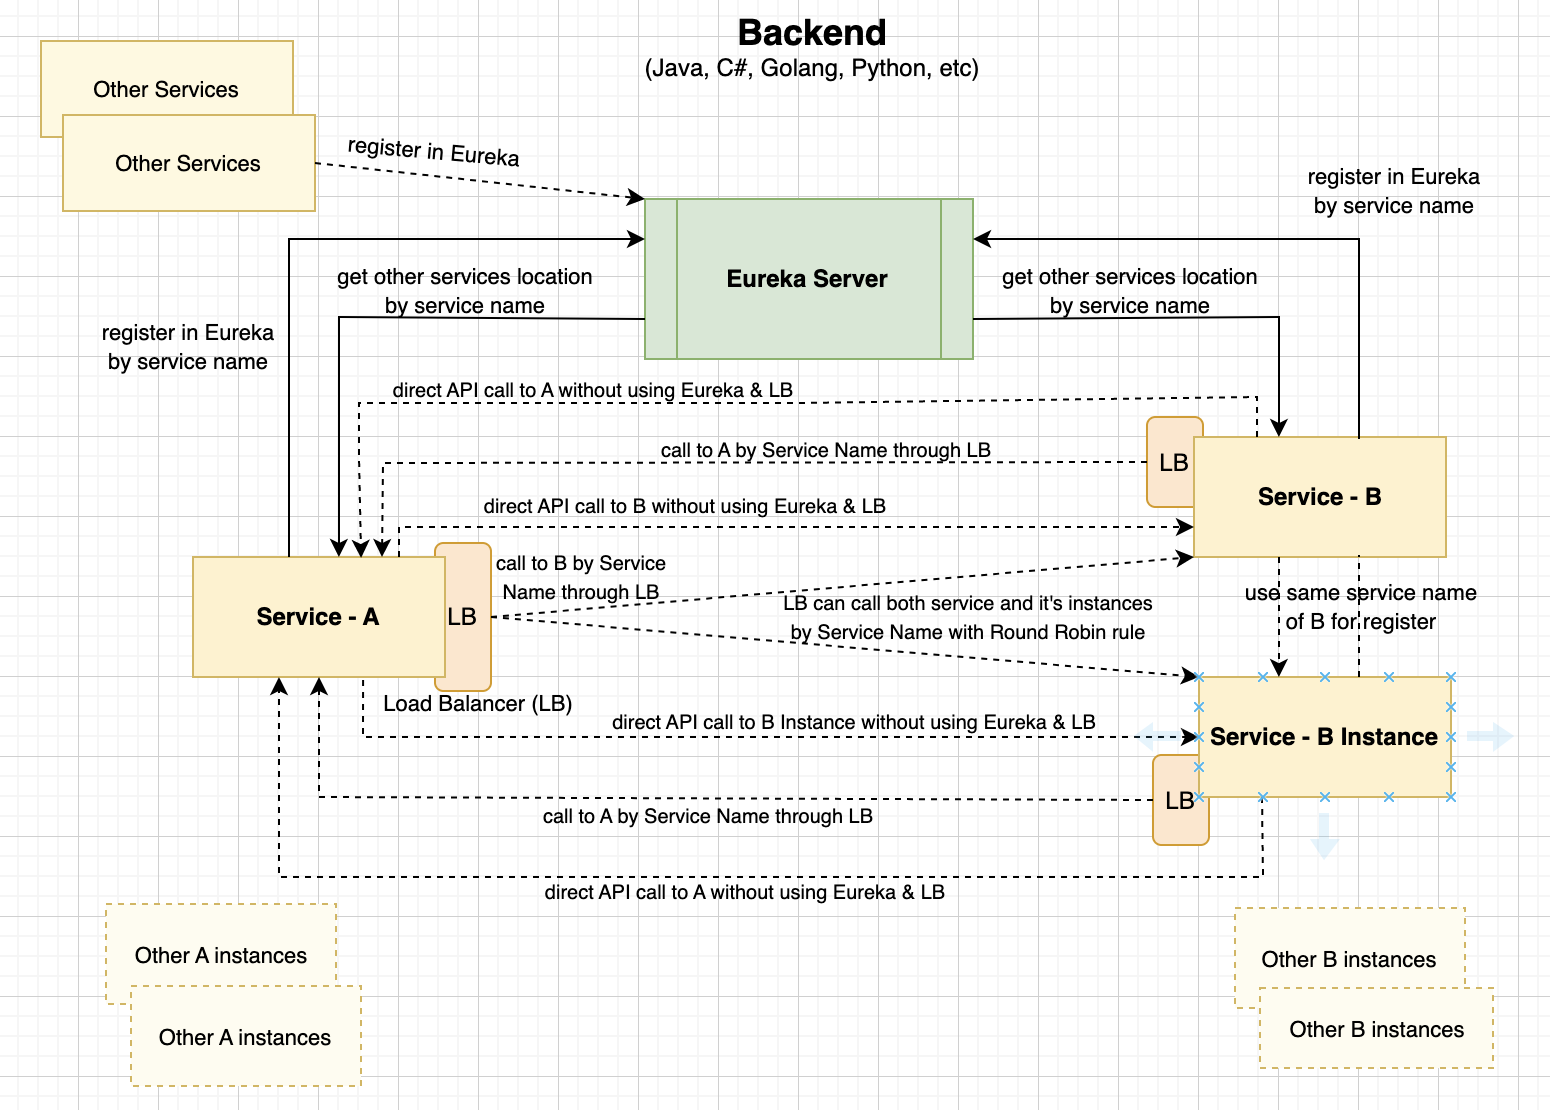 Backend
(Java, C#, Golang, Python, etc)
Other Services
Other Services
register in Eureka
register in Eureka
by service name
Eureka Server
get other services location
by service name
get other services location
by service name
register in Eureka
by service name
direct API call to A without using Eureka & LB
call to A by Service Name through LB
LB
Service - B
direct API call to B without using Eureka & LB
call to B by Service
Name through LB
Service - A
LB
LB can call both service and it's instances
by Service Name with Round Robin rule
use same service name
of B for register
Load Balancer (LB)
direct API call to B Instance without using Eureka & LB
Service - B Instance
LB
call to A by Service Name through LB
direct API call to A without using Eureka & LB
Other A instances
Other A instances
Other B instances
Other B instances